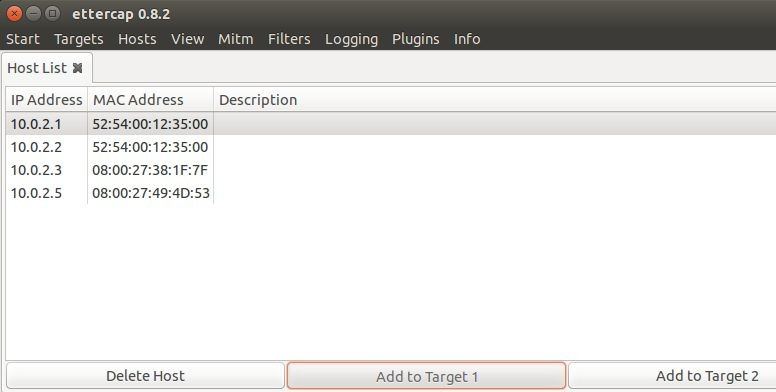 ettercap 0.8.2
Start Targets Hosts View Mitm Filters Logging Plugins Info
Host List
IP Address MAC Address Description
10.0.2.1 52:54:00:12:35:00
10.0.2.2 52:54:00:12:35:00
10.0.2.3 08:00:27:38:1F:7F
10.0.2.5 08:00:27:49:4D:53
Delete Host Add to Target 1 Add to Target 2